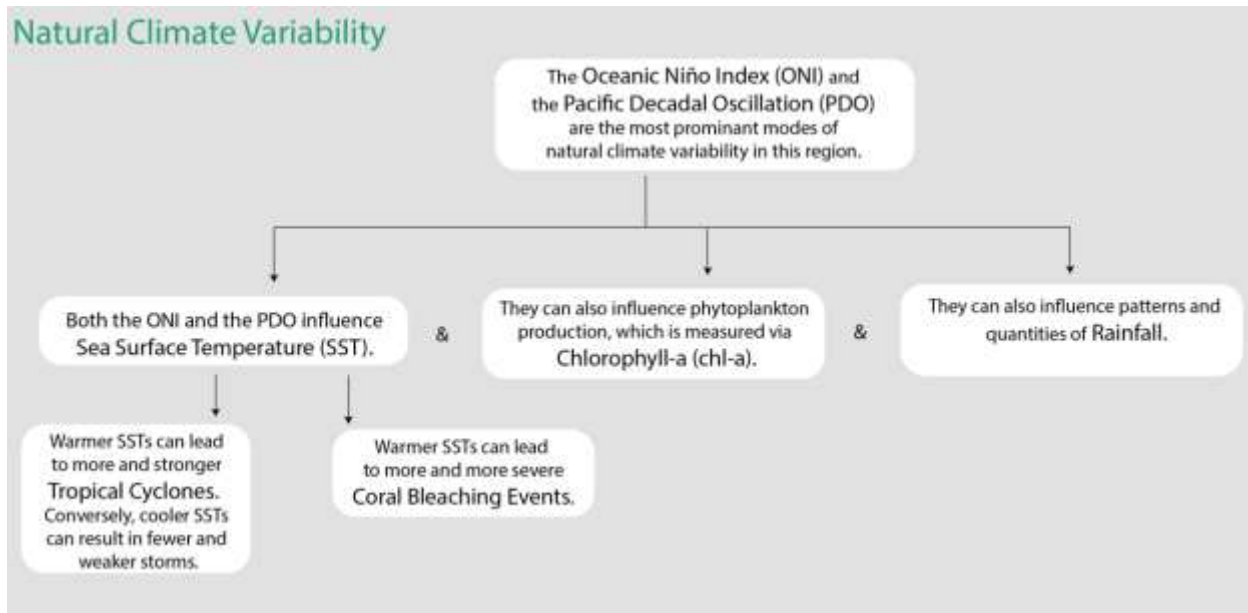 Natural Climate Variability
The Oceanic Niño Index (ONI) and
the Pacific Decadal Oscillation (PDO)
are the most prominant modes of
natural climate variability in this region.
Both the ONI and the PDO influence
Sea Surface Temperature (SST).
&
They can also influence phytoplankton
production, which is measured via
Chlorophyll-a (chl-a).
&
They can also influence patterns and
quantities of Rainfall.
Warmer SSTs can lead
to more and stronger
Tropical Cyclones.
Conversely, cooler SSTs
can result in fewer and
weaker storms.
Warmer SSTs can lead
to more and more severe
Coral Bleaching Events.